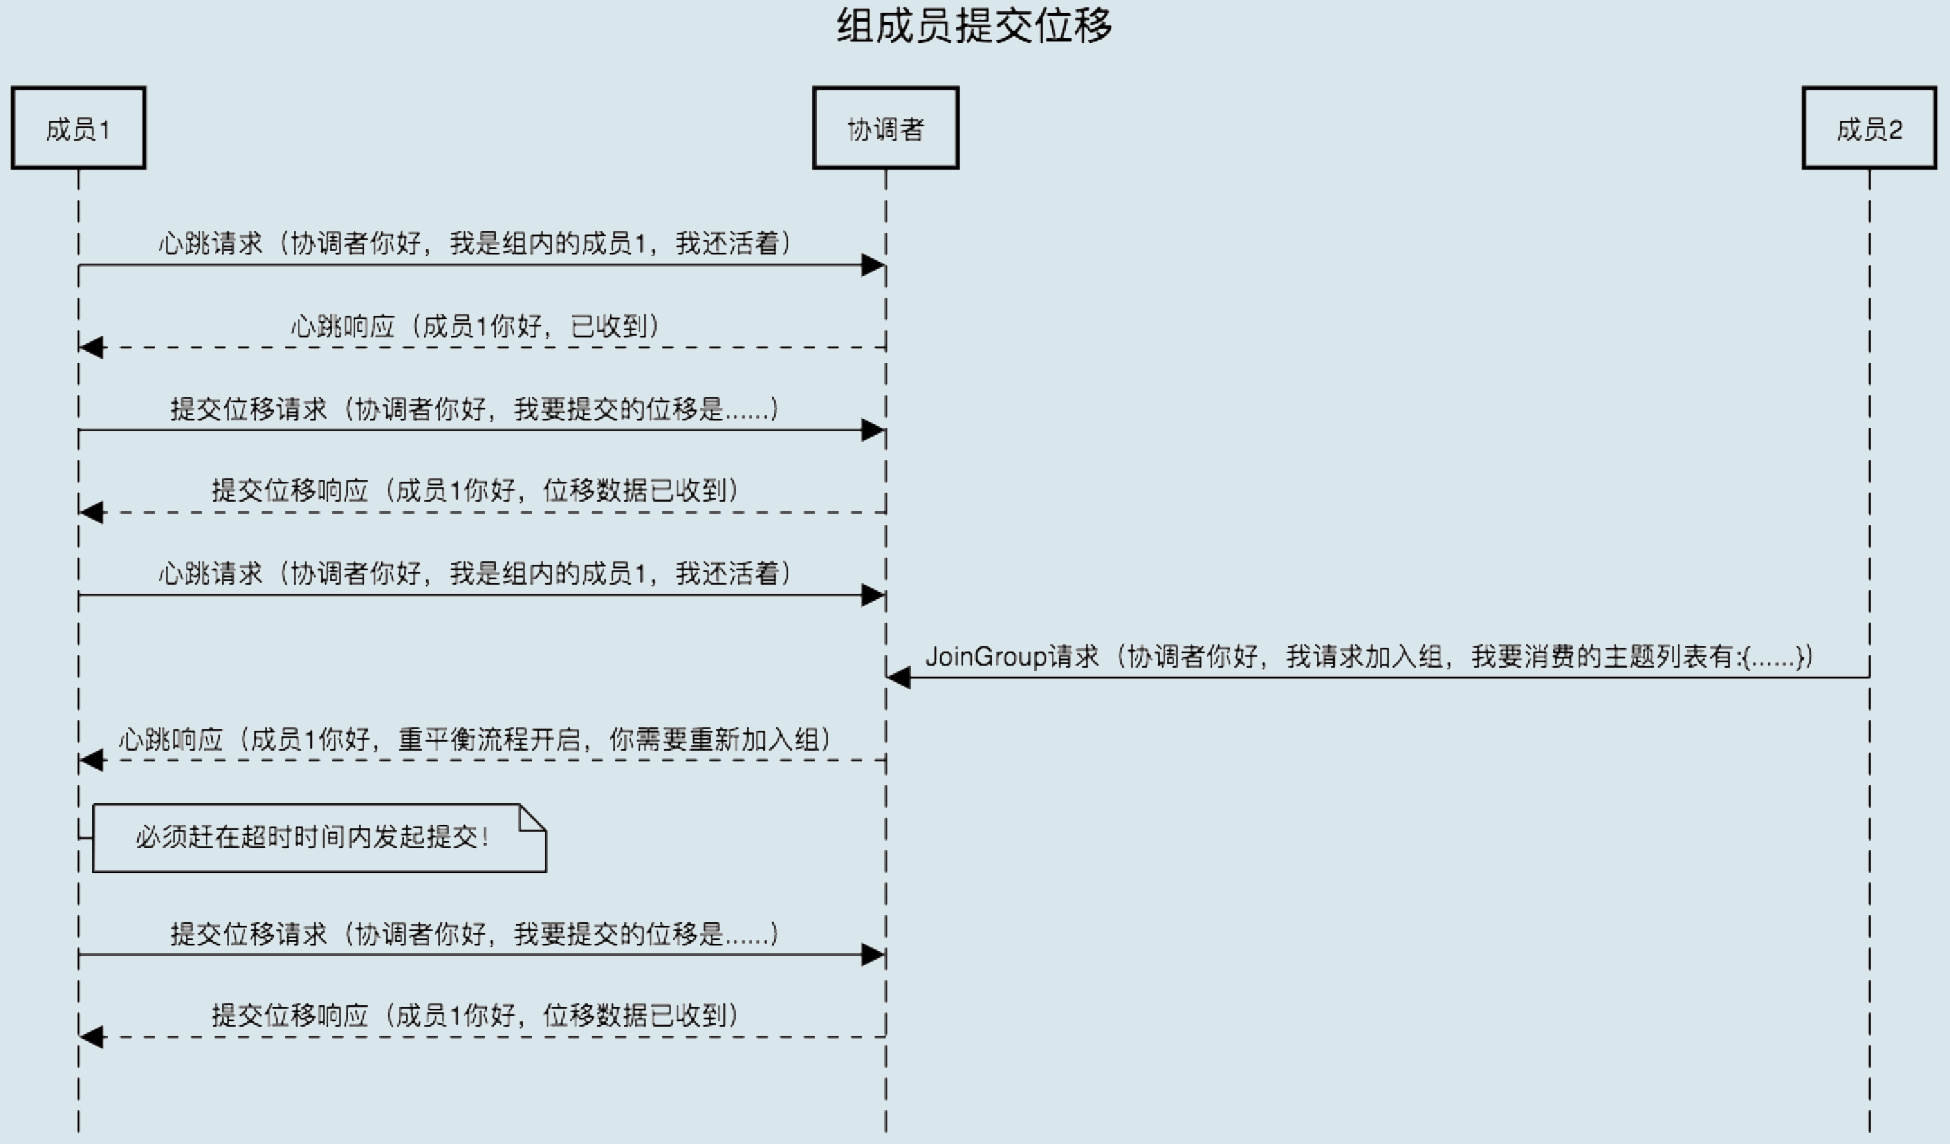 组成员提交位移
成员1
协调者
成员2
心跳请求（协调者你好，我是组内的成员1，我还活着）
心跳响应（成员1你好，已收到）
提交位移请求（协调者你好，我要提交的位移是......）
提交位移响应（成员1你好，位移数据已收到）
心跳请求（协调者你好，我是组内的成员1，我还活着）
JoinGroup请求（协调者你好，我请求加入组，我要消费的主题列表有:{......}）
心跳响应（成员1你好，重平衡流程开启，你需要重新加入组）
必须赶在超时时间内发起提交！
提交位移请求（协调者你好，我要提交的位移是......）
提交位移响应（成员1你好，位移数据已收到）